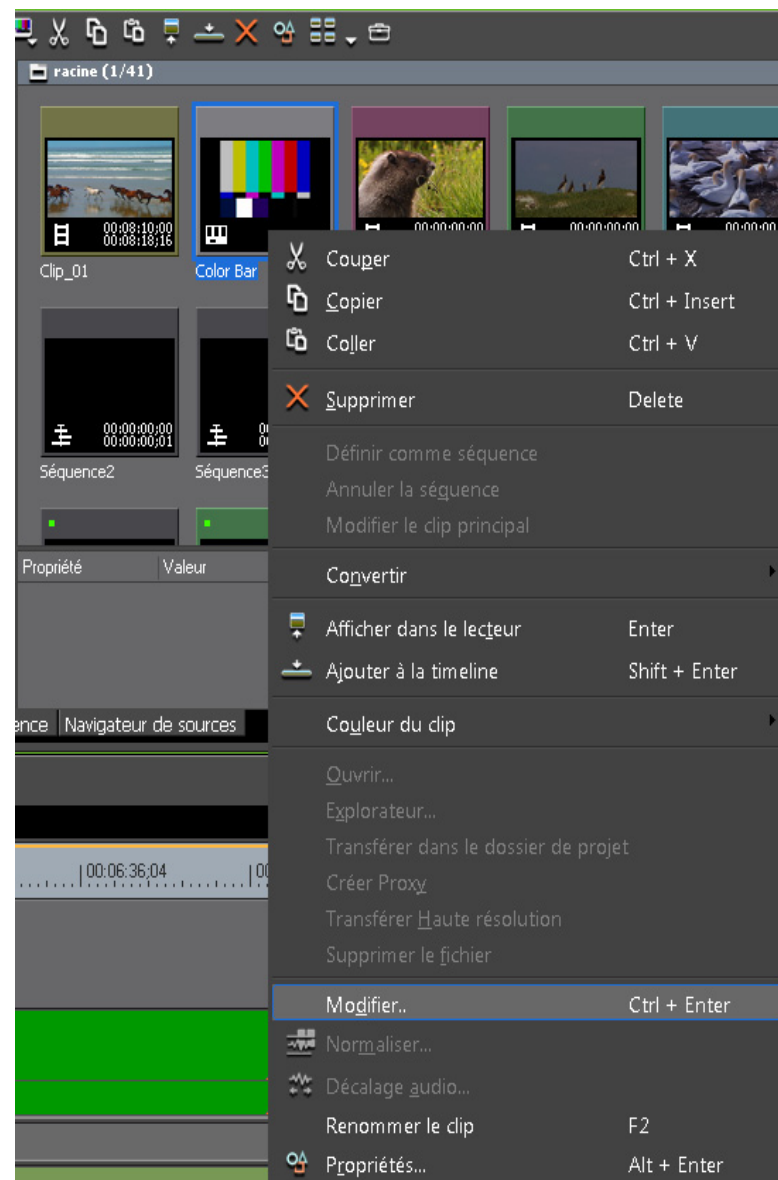 racine (1/41)
00:08:10;00
00:08:18;16
00:00:00;00
00:00:00;00
00:00:00
Clip_01
Color Bar
Couper Ctrl + X
Copier Ctrl + Insert
Coller Ctrl + V
Supprimer Delete
00:00:00;00
00:00:00;01
Séquence2
Séquence3
Définir comme séquence
Annuler la séquence
Modifier le clip principal
Propriété Valeur
Convertir
Afficher dans le lecteur Enter
Ajouter à la timeline Shift + Enter
ence Navigateur de sources
Couleur du clip
Ouvrir...
Explorateur...
Transférer dans le dossier de projet
00:06:36;04 00
Créer Proxy
Transférer Haute résolution
Supprimer le fichier
Modifier.. Ctrl + Enter
Normaliser...
Décalage audio...
Renommer le clip F2
Propriétés... Alt + Enter